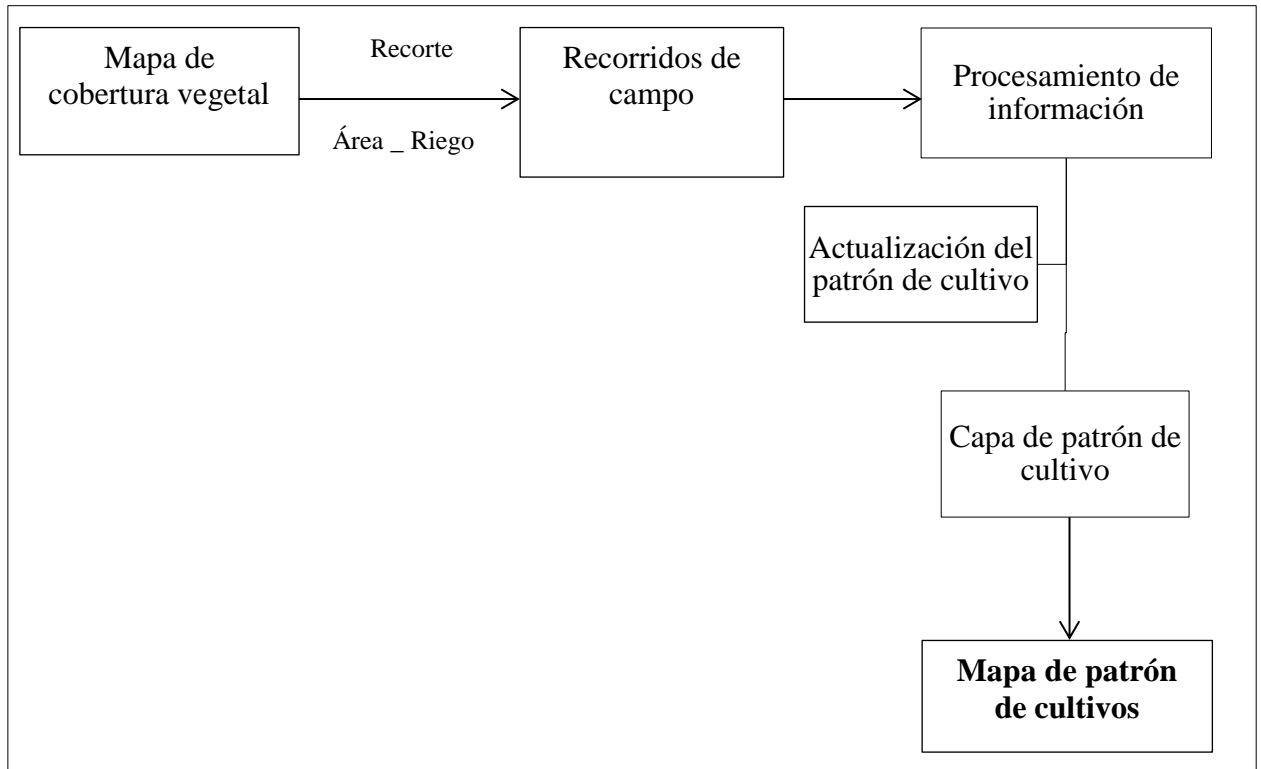 Mapa de
cobertura vegetal
Recorte
Área _ Riego
Recorridos de
campo
Procesamiento de
información
Actualización del
patrón de cultivo
Capa de patrón de
cultivo
Mapa de patrón
de cultivos